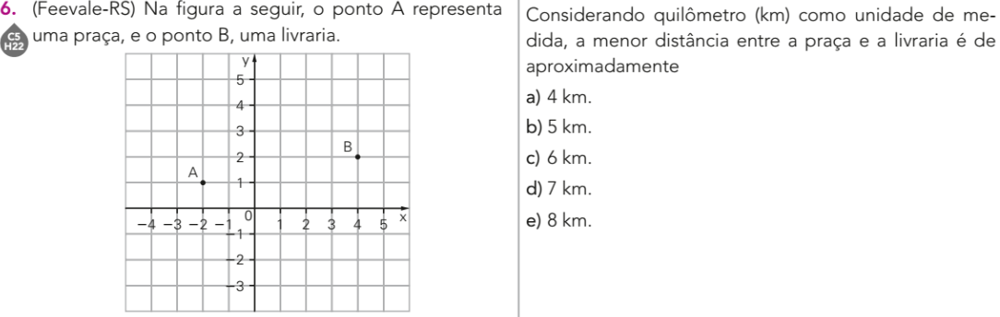 6. (Feevale-RS) Na figura a seguir, o ponto A representa
C5
H22
uma praça, e o ponto B, uma livraria.
y
5
4
3
B
2
A
1
0
−4 −3 −2 −1 1 2 3 4 5 x
−1
−2
−3
Considerando quilômetro (km) como unidade de me-
dida, a menor distância entre a praça e a livraria é de
aproximadamente
a) 4 km.
b) 5 km.
c) 6 km.
d) 7 km.
e) 8 km.